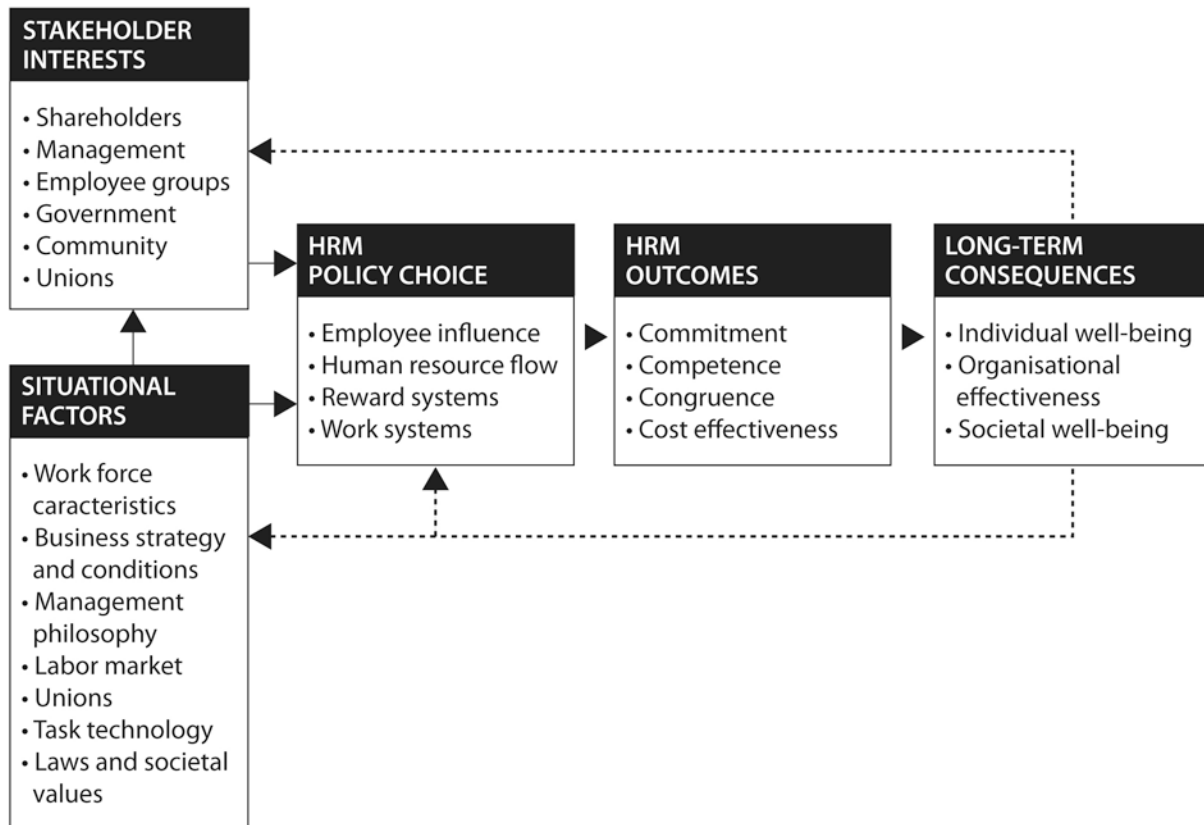 STAKEHOLDER
INTERESTS
• Shareholders
• Management
• Employee groups
• Government
• Community
• Unions
SITUATIONAL
FACTORS
• Work force
caracteristics
• Business strategy
and conditions
• Management
philosophy
• Labor market
• Unions
• Task technology
• Laws and societal
values
HRM
POLICY CHOICE
• Employee influence
• Human resource flow
• Reward systems
• Work systems
HRM
OUTCOMES
• Commitment
• Competence
• Congruence
• Cost effectiveness
LONG-TERM
CONSEQUENCES
• Individual well-being
• Organisational
effectiveness
• Societal well-being